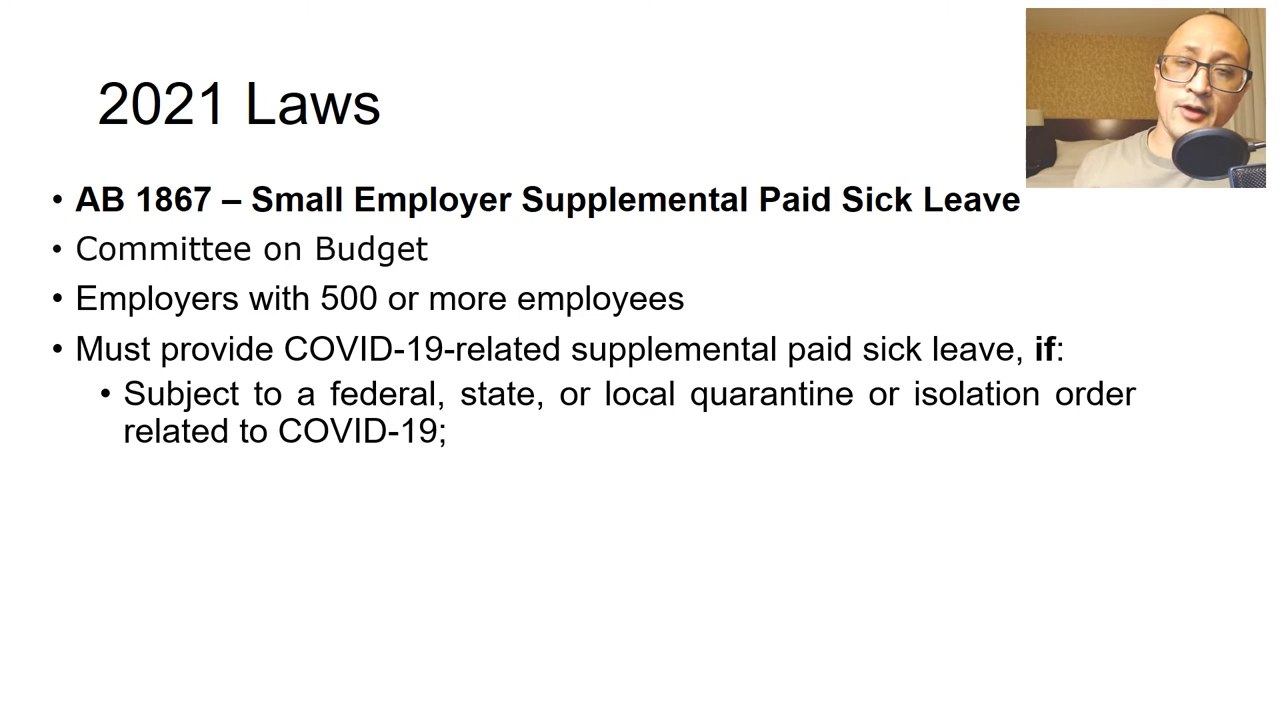 2021 Laws
• AB 1867 – Small Employer Supplemental Paid Sick Leave
• Committee on Budget
• Employers with 500 or more employees
• Must provide COVID-19-related supplemental paid sick leave, if:
• Subject to a federal, state, or local quarantine or isolation order
related to COVID-19;